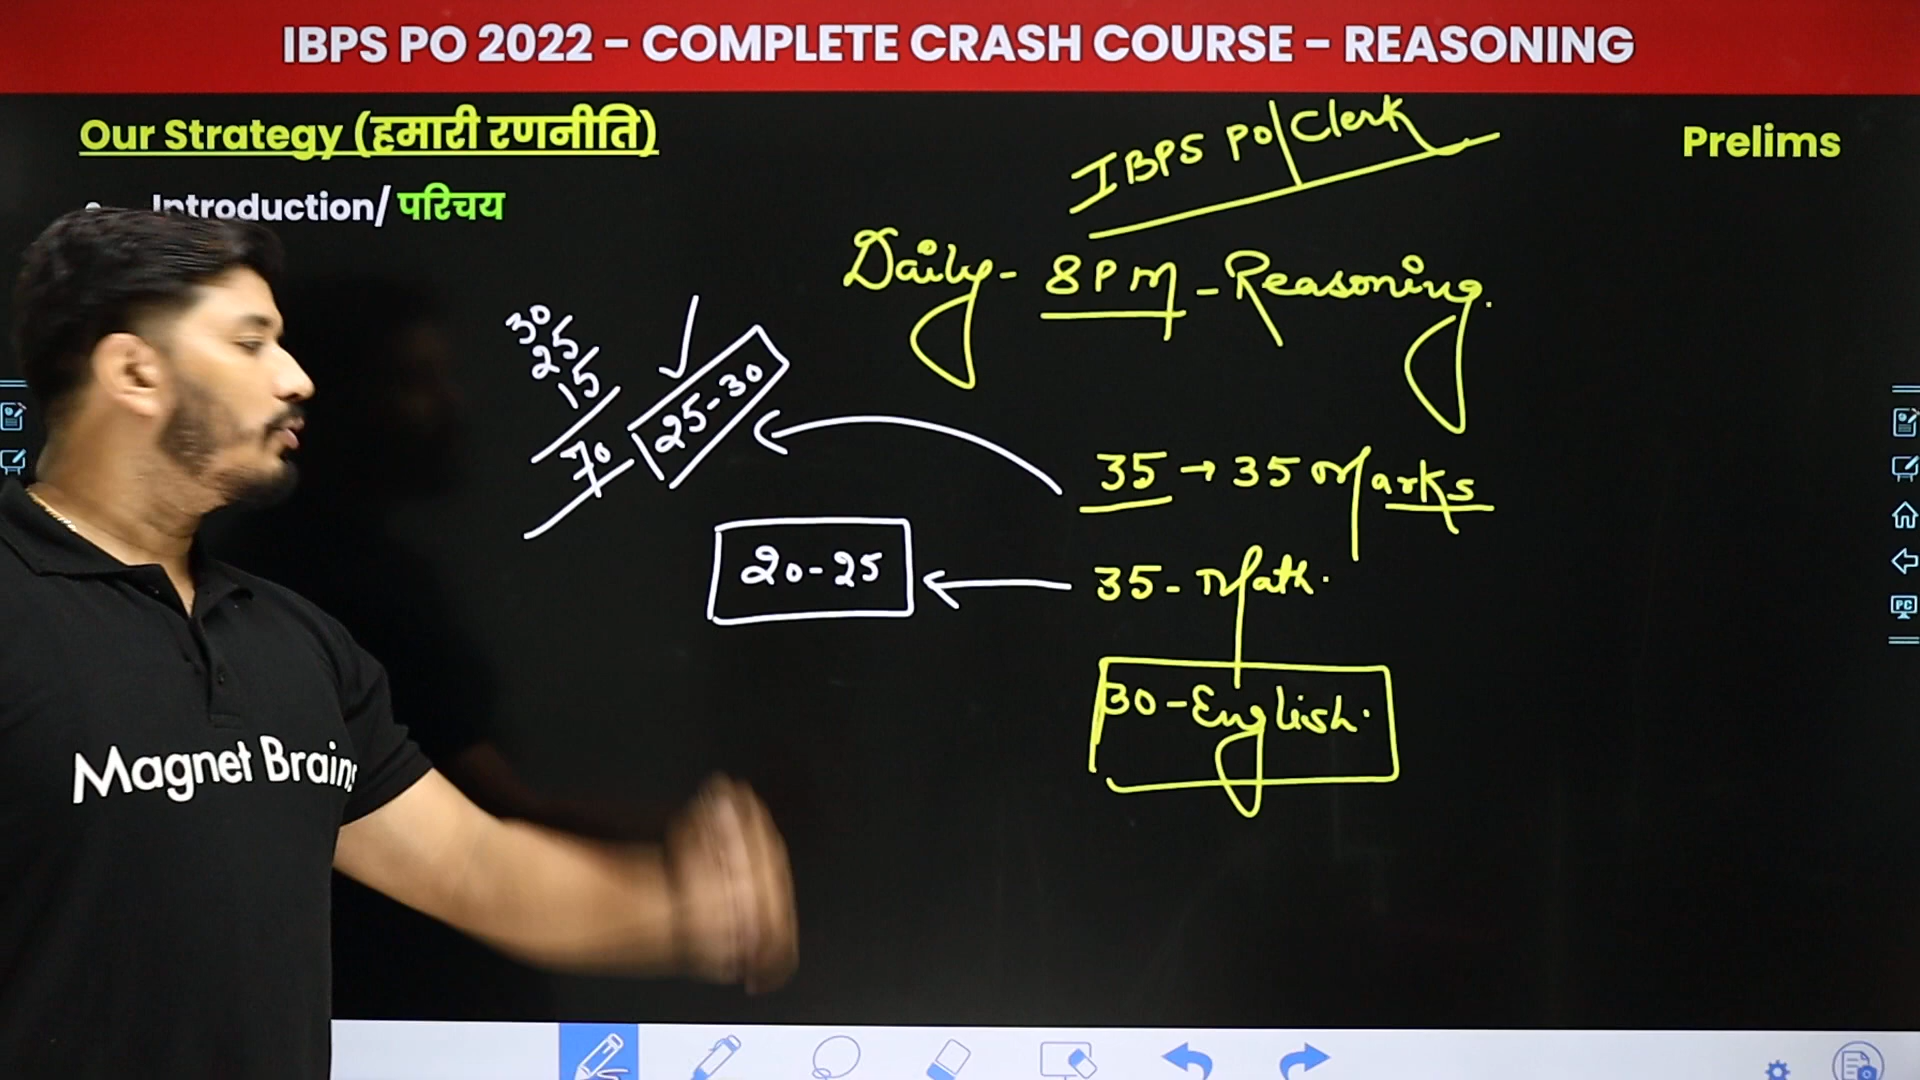 IBPS PO 2022 - COMPLETE CRASH COURSE - REASONING
Our Strategy (हमारी रणनीति)
Prelims
IBPS PO/Clerk
Introduction/ परिचय
Daily - 8PM - Reasoning.
30
25
15
70
25-30
35 → 35 Marks
20-25
35 - Math.
30 - English.
Magnet Brains
PC